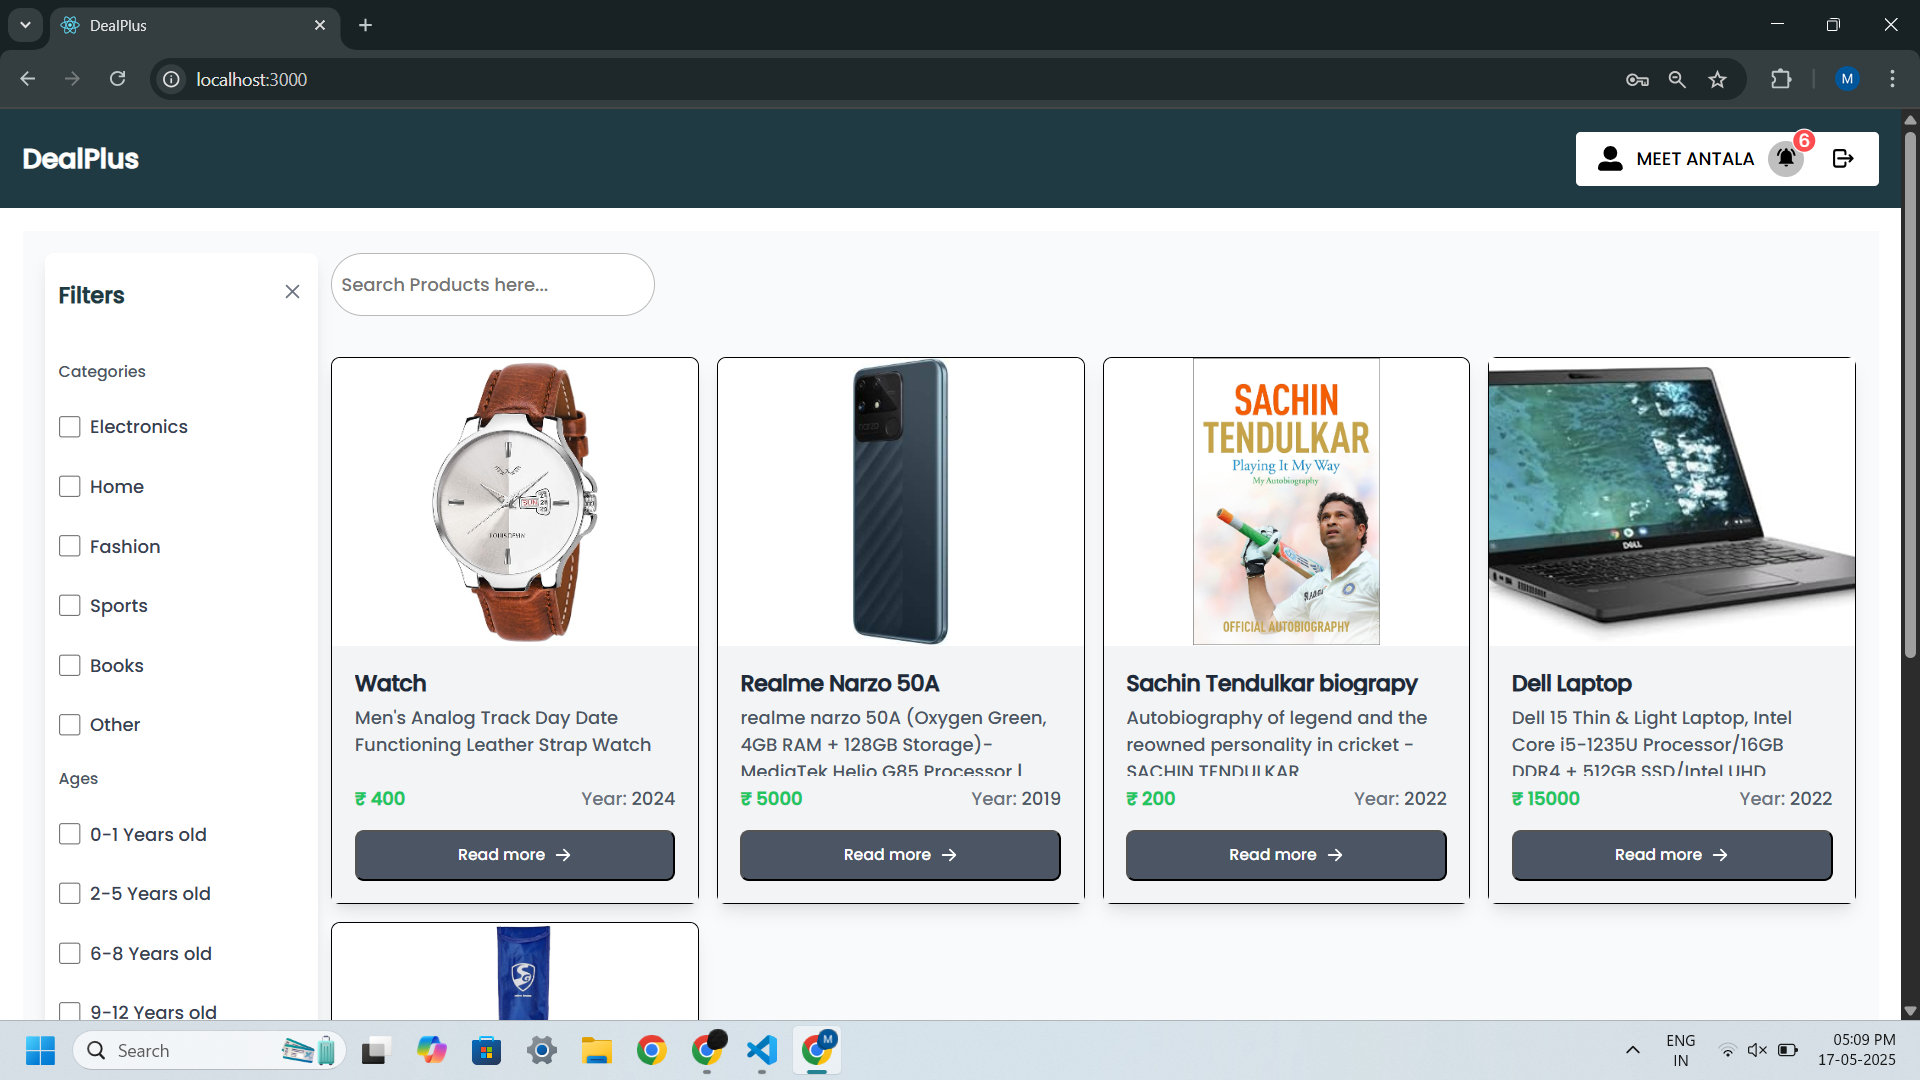 DealPlus
localhost:3000
M
DealPlus
MEET ANTALA
6
Filters
Search Products here...
Categories
Electronics
Home
Fashion
Sports
Books
Other
Ages
0-1 Years old
2-5 Years old
6-8 Years old
9-12 Years old
SUN
Watch
Men's Analog Track Day Date
Functioning Leather Strap Watch
₹ 400
Year: 2024
Read more →
narzo
Realme Narzo 50A
realme narzo 50A (Oxygen Green,
4GB RAM + 128GB Storage)-
MediaTek Helio G85 Processor |
₹ 5000
Year: 2019
Read more →
SACHIN
TENDULKAR
Playing It My Way
My Autobiography
OFFICIAL AUTOBIOGRAPHY
Sachin Tendulkar biograpy
Autobiography of legend and the
reowned personality in cricket -
SACHIN TENDULKAR
₹ 200
Year: 2022
Read more →
DELL
Dell Laptop
Dell 15 Thin & Light Laptop, Intel
Core i5-1235U Processor/16GB
DDR4 + 512GB SSD/Intel UHD
₹ 15000
Year: 2022
Read more →
SG
Search
M
ENG
IN
05:09 PM
17-05-2025